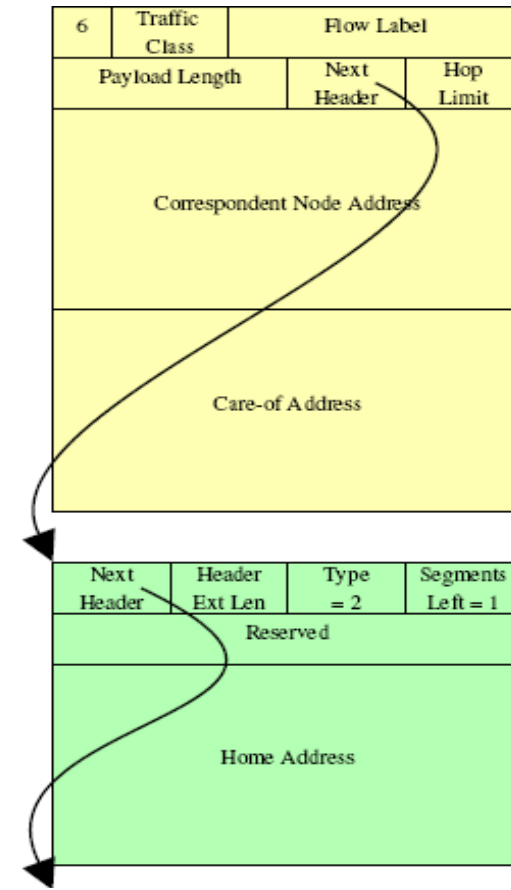 6
Traffic
Class
Flow Label
Payload Length
Next
Header
Hop
Limit
Correspondent Node Address
Care-of Address
Next
Header
Header
Ext Len
Type
= 2
Segments
Left = 1
Reserved
Home Address